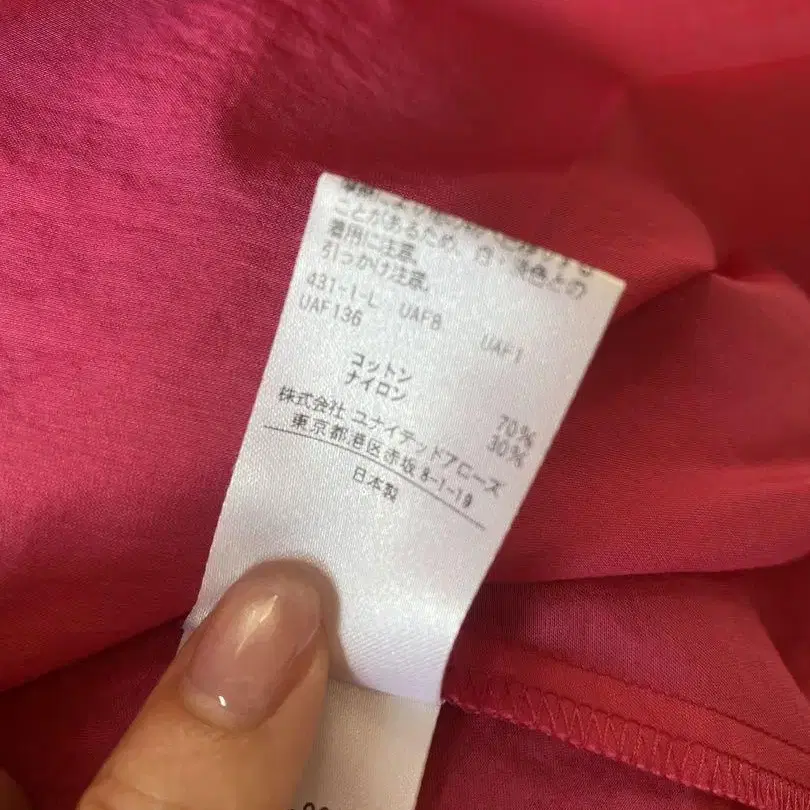 ことがあるため、白・淡色との
着用に注意。
引っかけ注意。
431-1-L UAF8 UAF1
UAF136
コットン 70%
ナイロン 30%
株式会社 ユナイテッドアローズ
東京都港区赤坂8-1-19
日本製